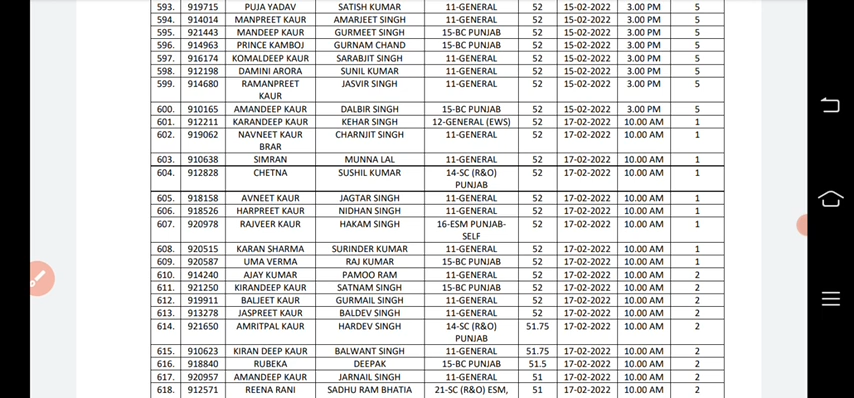 593. 919715 PUJA YADAV SATISH KUMAR 11-GENERAL 52 15-02-2022 3.00 PM 5
594. 914014 MANPREET KAUR AMARJEET SINGH 11-GENERAL 52 15-02-2022 3.00 PM 5
595. 921443 MANDEEP KAUR GURMEET SINGH 15-BC PUNJAB 52 15-02-2022 3.00 PM 5
596. 914963 PRINCE KAMBOJ GURNAM CHAND 15-BC PUNJAB 52 15-02-2022 3.00 PM 5
597. 916174 KOMALDEEP KAUR SARABJIT SINGH 11-GENERAL 52 15-02-2022 3.00 PM 5
598. 912198 DAMINI ARORA SUNIL KUMAR 11-GENERAL 52 15-02-2022 3.00 PM 5
599. 914680 RAMANPREET JASVIR SINGH 11-GENERAL 52 15-02-2022 3.00 PM 5
KAUR
600. 910165 AMANDEEP KAUR DALBIR SINGH 15-BC PUNJAB 52 15-02-2022 3.00 PM 5
601. 912211 KARANDEEP KAUR KEHAR SINGH 12-GENERAL (EWS) 52 17-02-2022 10.00 AM 1
602. 919062 NAVNEET KAUR CHARNJIT SINGH 11-GENERAL 52 17-02-2022 10.00 AM 1
BRAR
603. 910638 SIMRAN MUNNA LAL 11-GENERAL 52 17-02-2022 10.00 AM 1
604. 912828 CHETNA SUSHIL KUMAR 14-SC (R&O) 52 17-02-2022 10.00 AM 1
PUNJAB
605. 918158 AVNEET KAUR JAGTAR SINGH 11-GENERAL 52 17-02-2022 10.00 AM 1
606. 918526 HARPREET KAUR NIDHAN SINGH 11-GENERAL 52 17-02-2022 10.00 AM 1
607. 920978 RAJVEER KAUR HAKAM SINGH 16-ESM PUNJAB- 52 17-02-2022 10.00 AM 1
SELF
608. 920515 KARAN SHARMA SURINDER KUMAR 11-GENERAL 52 17-02-2022 10.00 AM 1
609. 920587 UMA VERMA RAJ KUMAR 15-BC PUNJAB 52 17-02-2022 10.00 AM 1
610. 914240 AJAY KUMAR PAMOO RAM 11-GENERAL 52 17-02-2022 10.00 AM 2
611. 921250 KIRANDEEP KAUR SATNAM SINGH 15-BC PUNJAB 52 17-02-2022 10.00 AM 2
612. 919911 BALJEET KAUR GURMAIL SINGH 11-GENERAL 52 17-02-2022 10.00 AM 2
613. 913278 JASPREET KAUR BALDEV SINGH 11-GENERAL 52 17-02-2022 10.00 AM 2
614. 921650 AMRITPAL KAUR HARDEV SINGH 14-SC (R&O) 51.75 17-02-2022 10.00 AM 2
PUNJAB
615. 910623 KIRAN DEEP KAUR BALWANT SINGH 11-GENERAL 51.75 17-02-2022 10.00 AM 2
616. 918840 RUBEKA DEEPAK 15-BC PUNJAB 51.5 17-02-2022 10.00 AM 2
617. 920957 AMANDEEP KAUR JARNAIL SINGH 11-GENERAL 51 17-02-2022 10.00 AM 2
618. 912571 REENA RANI SADHU RAM BHATIA 21-SC (R&O) ESM, 51 17-02-2022 10.00 AM 2